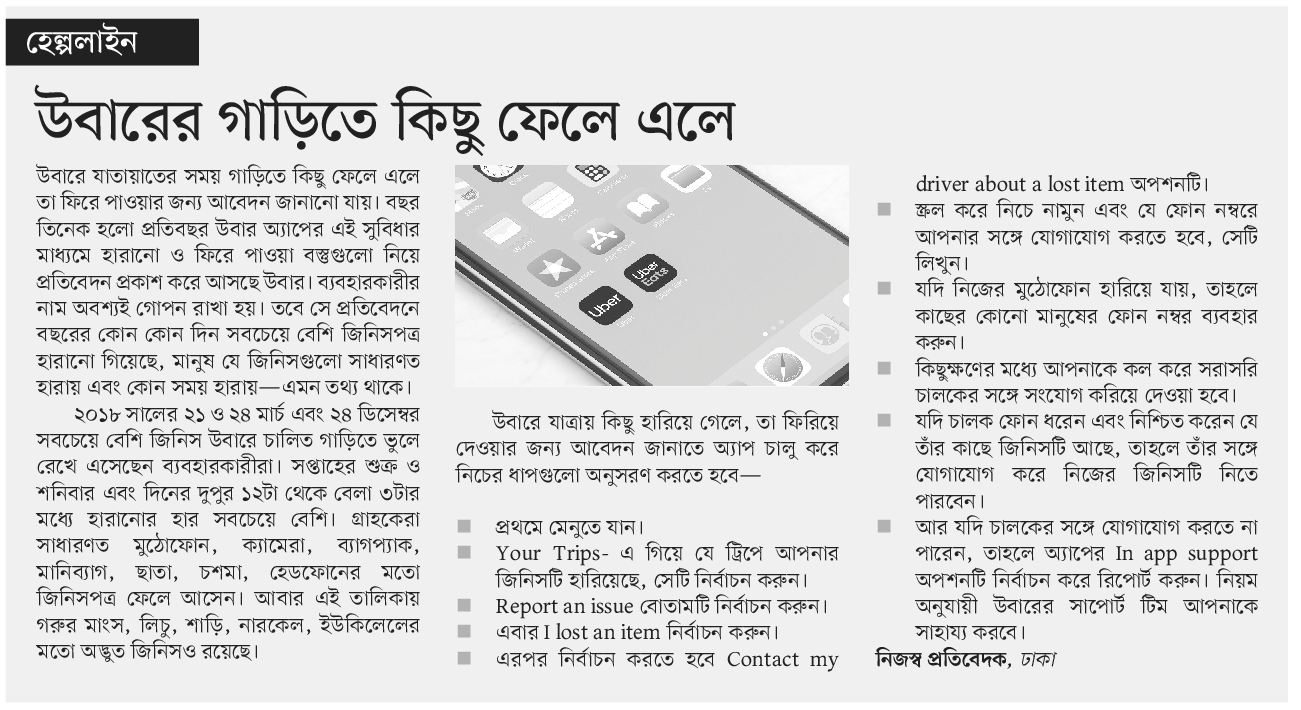 হেল্পলাইন
উবারের গাড়িতে কিছু ফেলে এলে
উবারে যাতায়াতের সময় গাড়িতে কিছু ফেলে এলে
তা ফিরে পাওয়ার জন্য আবেদন জানানো যায়। বছর
তিনেক হলো প্রতিবছর উবার অ্যাপের এই সুবিধার
মাধ্যমে হারানো ও ফিরে পাওয়া বস্তুগুলো নিয়ে
প্রতিবেদন প্রকাশ করে আসছে উবার। ব্যবহারকারীর
নাম অবশ্যই গোপন রাখা হয়। তবে সে প্রতিবেদনে
বছরের কোন কোন দিন সবচেয়ে বেশি জিনিসপত্র
হারানো গিয়েছে, মানুষ যে জিনিসগুলো সাধারণত
হারায় এবং কোন সময় হারায়—এমন তথ্য থাকে।
২০১৮ সালের ২১ ও ২৪ মার্চ এবং ২৪ ডিসেম্বর
সবচেয়ে বেশি জিনিস উবারে চালিত গাড়িতে ভুলে
রেখে এসেছেন ব্যবহারকারীরা। সপ্তাহের শুক্র ও
শনিবার এবং দিনের দুপুর ১২টা থেকে বেলা ৩টার
মধ্যে হারানোর হার সবচেয়ে বেশি। গ্রাহকেরা
সাধারণত মুঠোফোন, ক্যামেরা, ব্যাগপ্যাক,
মানিব্যাগ, ছাতা, চশমা, হেডফোনের মতো
জিনিসপত্র ফেলে আসেন। আবার এই তালিকায়
গরুর মাংস, লিচু, শাড়ি, নারকেল, ইউকিলেলের
মতো অদ্ভুত জিনিসও রয়েছে।
Uber
Uber
Eats
উবারে যাত্রায় কিছু হারিয়ে গেলে, তা ফিরিয়ে
দেওয়ার জন্য আবেদন জানাতে অ্যাপ চালু করে
নিচের ধাপগুলো অনুসরণ করতে হবে—
প্রথমে মেনুতে যান।
Your Trips- এ গিয়ে যে ট্রিপে আপনার
জিনিসটি হারিয়েছে, সেটি নির্বাচন করুন।
Report an issue বোতামটি নির্বাচন করুন।
এবার I lost an item নির্বাচন করুন।
এরপর নির্বাচন করতে হবে Contact my
driver about a lost item অপশনটি।
স্ক্রল করে নিচে নামুন এবং যে ফোন নম্বরে
আপনার সঙ্গে যোগাযোগ করতে হবে, সেটি
লিখুন।
যদি নিজের মুঠোফোন হারিয়ে যায়, তাহলে
কাছের কোনো মানুষের ফোন নম্বর ব্যবহার
করুন।
কিছুক্ষণের মধ্যে আপনাকে কল করে সরাসরি
চালকের সঙ্গে সংযোগ করিয়ে দেওয়া হবে।
যদি চালক ফোন ধরেন এবং নিশ্চিত করেন যে
তাঁর কাছে জিনিসটি আছে, তাহলে তাঁর সঙ্গে
যোগাযোগ করে নিজের জিনিসটি নিতে
পারবেন।
আর যদি চালকের সঙ্গে যোগাযোগ করতে না
পারেন, তাহলে অ্যাপের In app support
অপশনটি নির্বাচন করে রিপোর্ট করুন। নিয়ম
অনুযায়ী উবারের সাপোর্ট টিম আপনাকে
সাহায্য করবে।
নিজস্ব প্রতিবেদক, ঢাকা